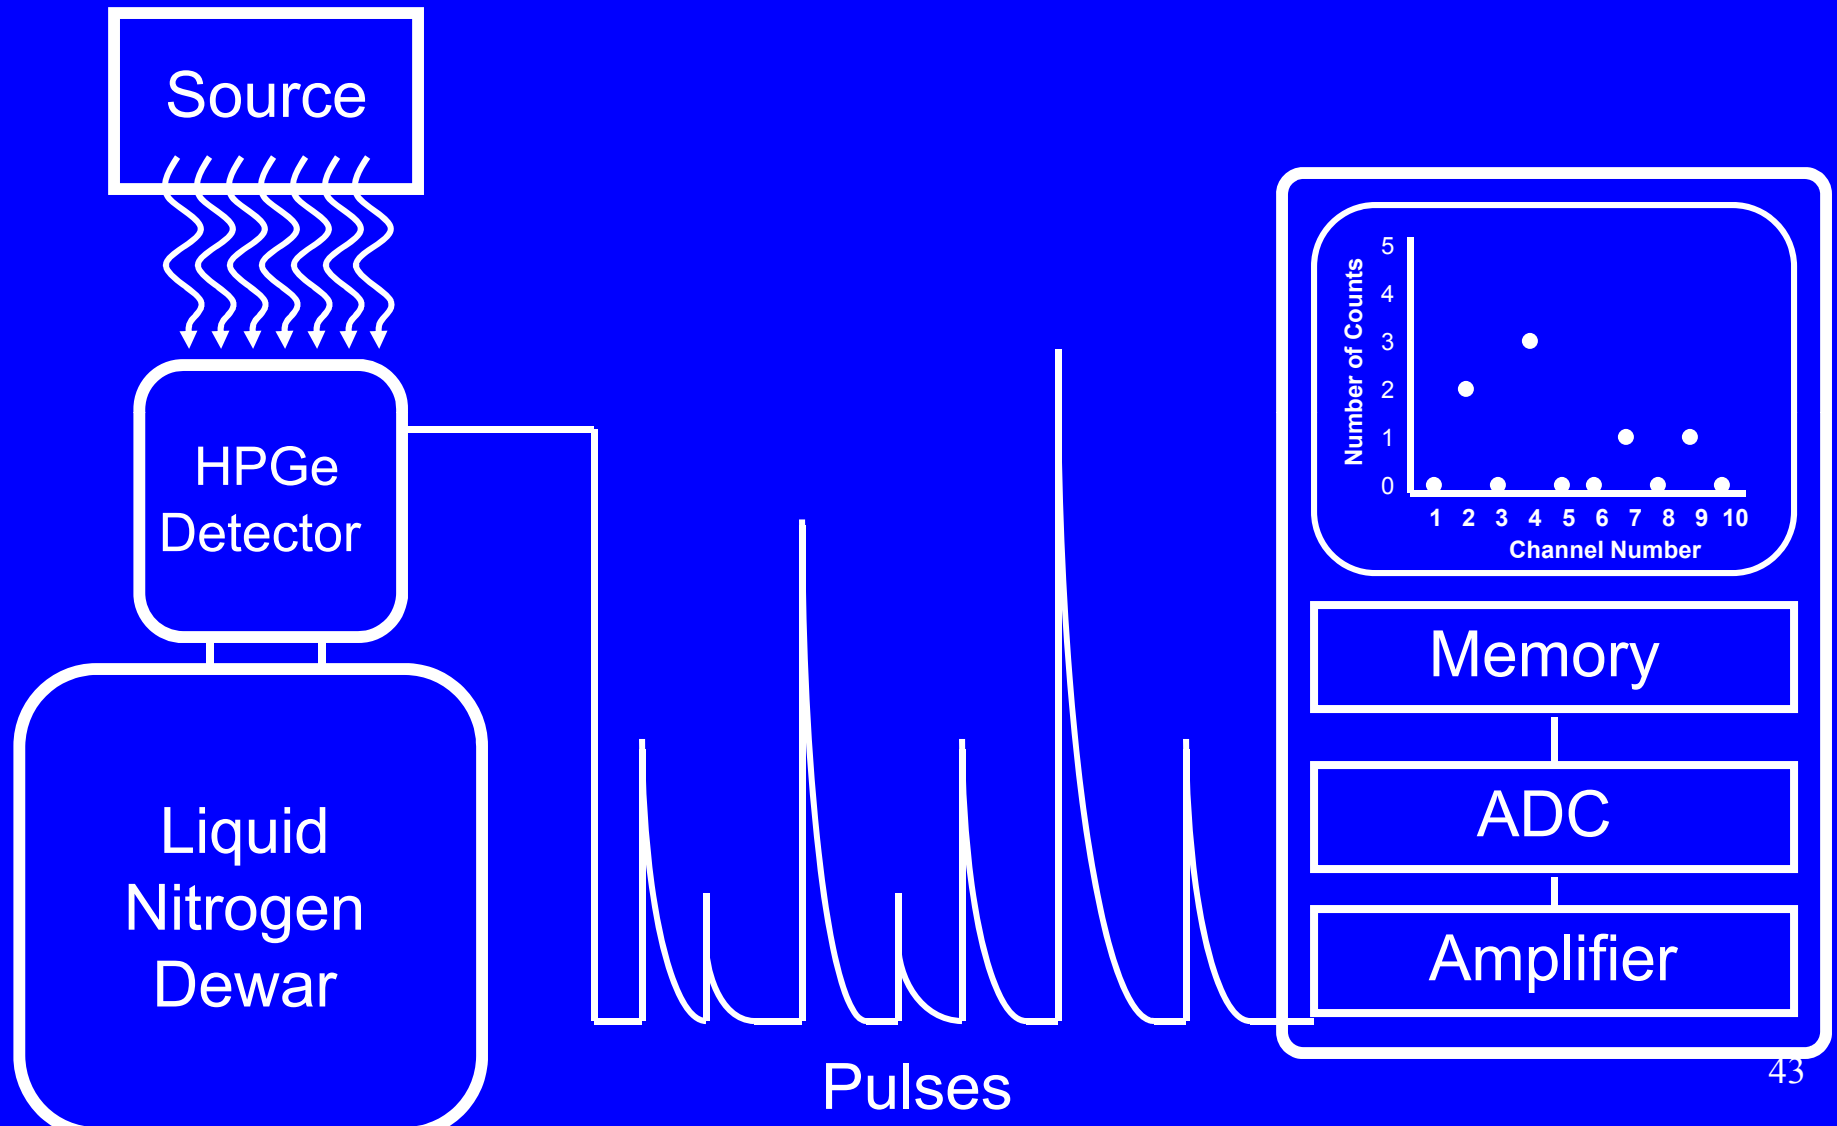 Source
HPGe
Detector
Liquid
Nitrogen
Dewar
Pulses
Number of Counts
5
4
3
2
1
0
1 2 3 4 5 6 7 8 9 10
Channel Number
Memory
ADC
Amplifier
43